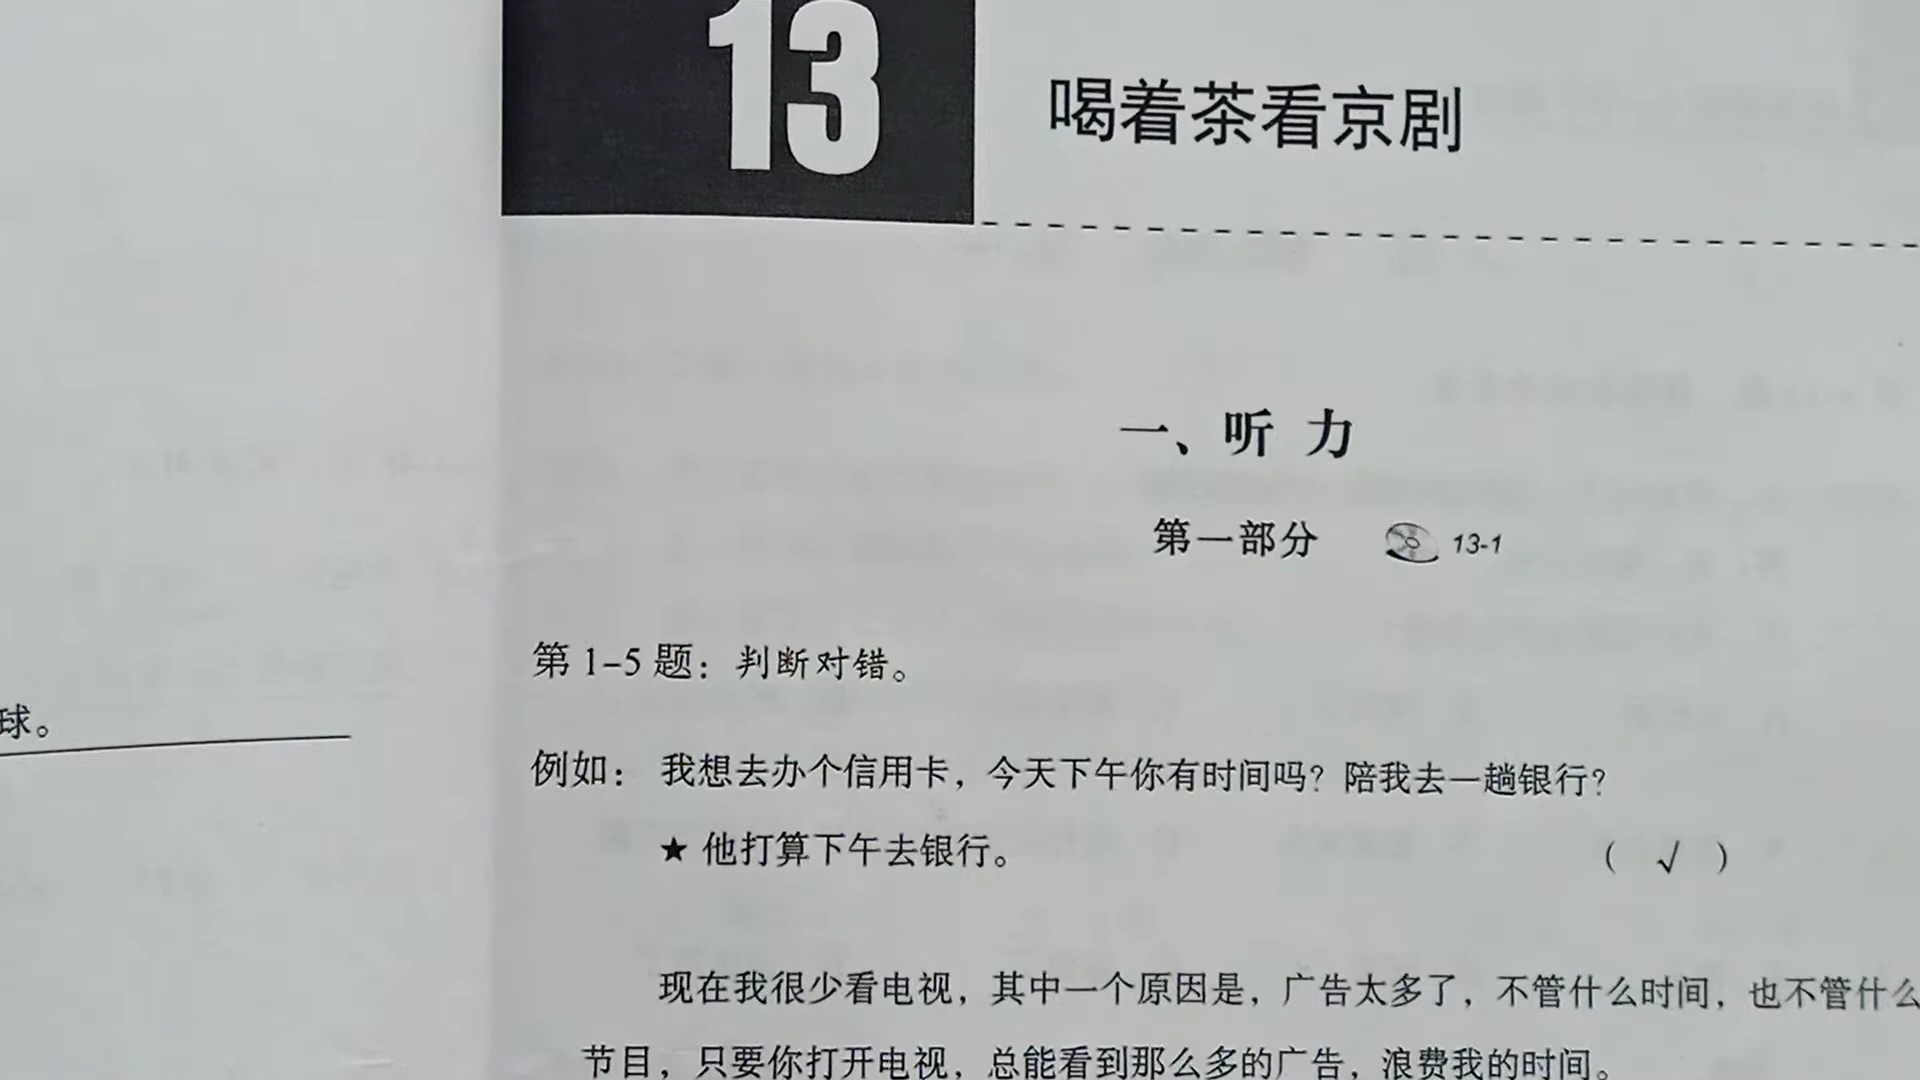 13
喝着茶看京剧
一、听 力
第一部分 13-1
第1-5题：判断对错。
球。
例如：我想去办个信用卡，今天下午你有时间吗？陪我去一趟银行？
★ 他打算下午去银行。 （ √ ）
现在我很少看电视，其中一个原因是，广告太多了，不管什么时间，也不管什么
节目，只要你打开电视，总能看到那么多的广告，浪费我的时间。